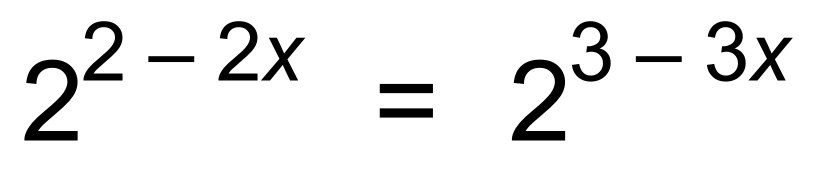 2^{2 – 2x} = 2^{3 – 3x}